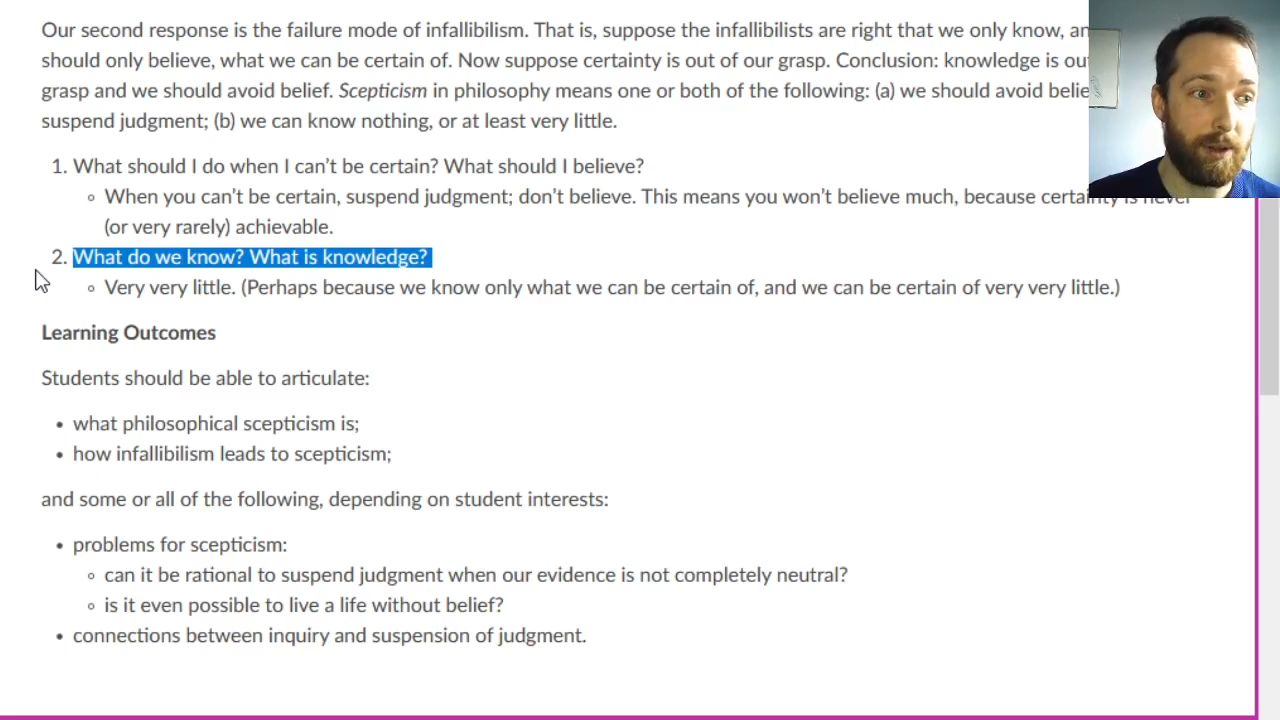 Our second response is the failure mode of infallibilism. That is, suppose the infallibilists are right that we only know, an
should only believe, what we can be certain of. Now suppose certainty is out of our grasp. Conclusion: knowledge is ou
grasp and we should avoid belief. Scepticism in philosophy means one or both of the following: (a) we should avoid belie
suspend judgment; (b) we can know nothing, or at least very little.
1. What should I do when I can't be certain? What should I believe?
◦ When you can't be certain, suspend judgment; don't believe. This means you won't believe much, because certainty is never
(or very rarely) achievable.
2. What do we know? What is knowledge?
◦ Very very little. (Perhaps because we know only what we can be certain of, and we can be certain of very very little.)
Learning Outcomes
Students should be able to articulate:
• what philosophical scepticism is;
• how infallibilism leads to scepticism;
and some or all of the following, depending on student interests:
• problems for scepticism:
◦ can it be rational to suspend judgment when our evidence is not completely neutral?
◦ is it even possible to live a life without belief?
• connections between inquiry and suspension of judgment.